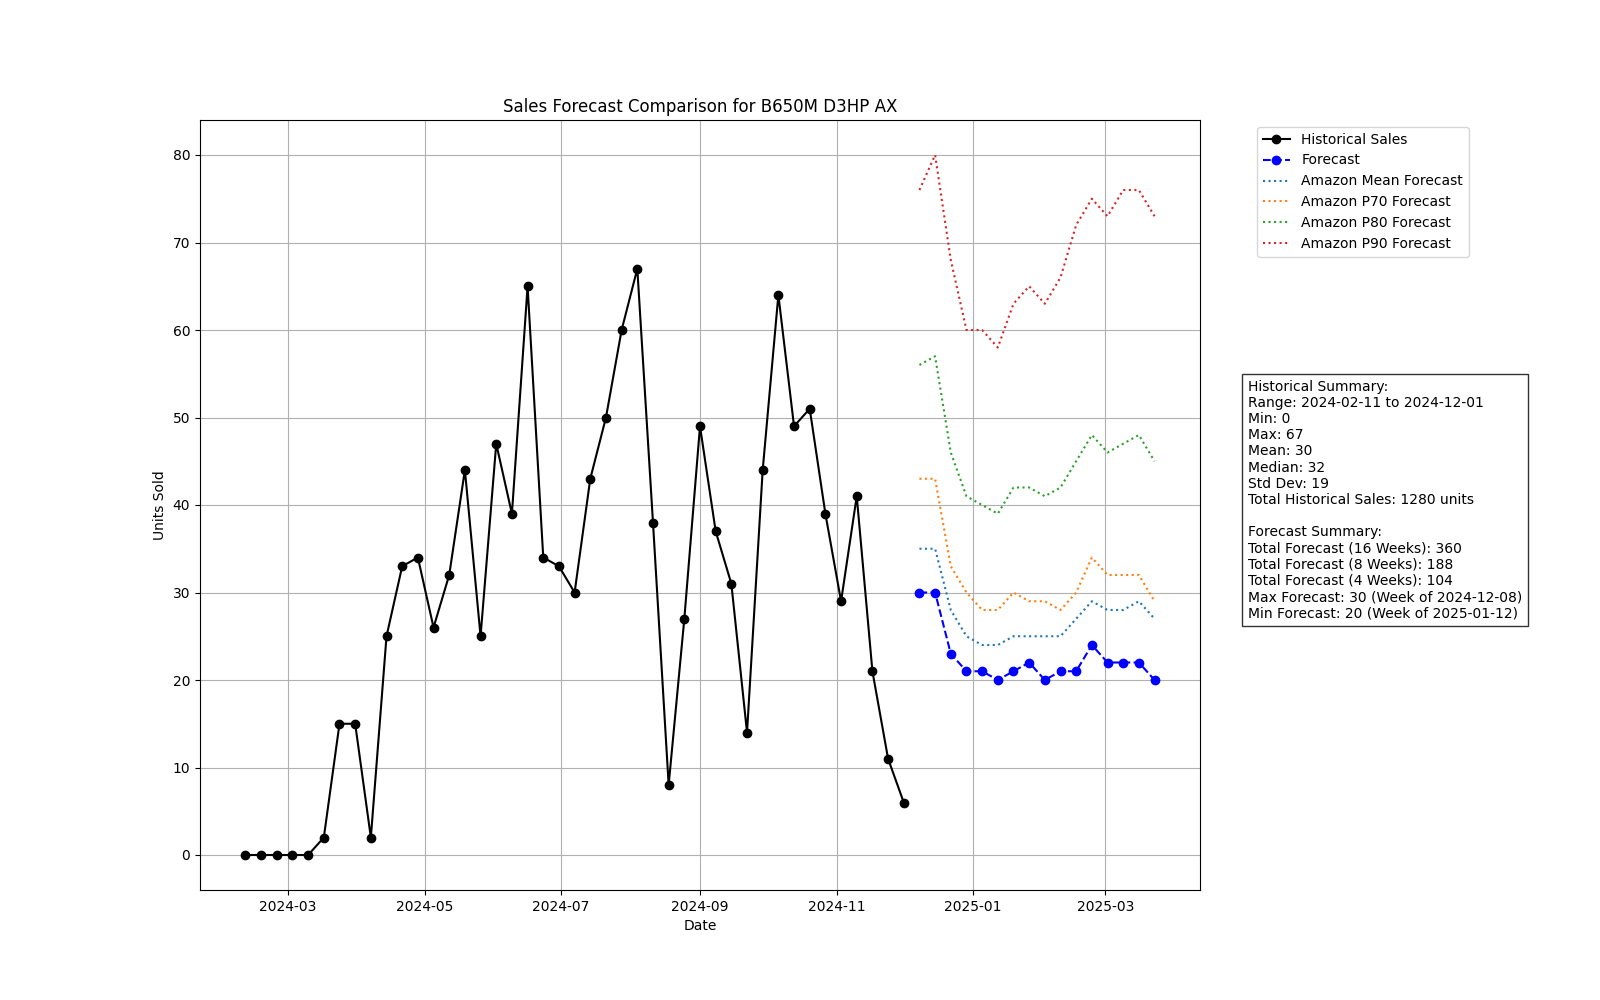 Sales Forecast Comparison for B650M D3HP AX
80
70
60
50
40
30
20
10
0
Units Sold
2024-03
2024-05
2024-07
2024-09
2024-11
2025-01
2025-03
Date
Historical Sales
Forecast
Amazon Mean Forecast
Amazon P70 Forecast
Amazon P80 Forecast
Amazon P90 Forecast
Historical Summary:
Range: 2024-02-11 to 2024-12-01
Min: 0
Max: 67
Mean: 30
Median: 32
Std Dev: 19
Total Historical Sales: 1280 units
Forecast Summary:
Total Forecast (16 Weeks): 360
Total Forecast (8 Weeks): 188
Total Forecast (4 Weeks): 104
Max Forecast: 30 (Week of 2024-12-08)
Min Forecast: 20 (Week of 2025-01-12)